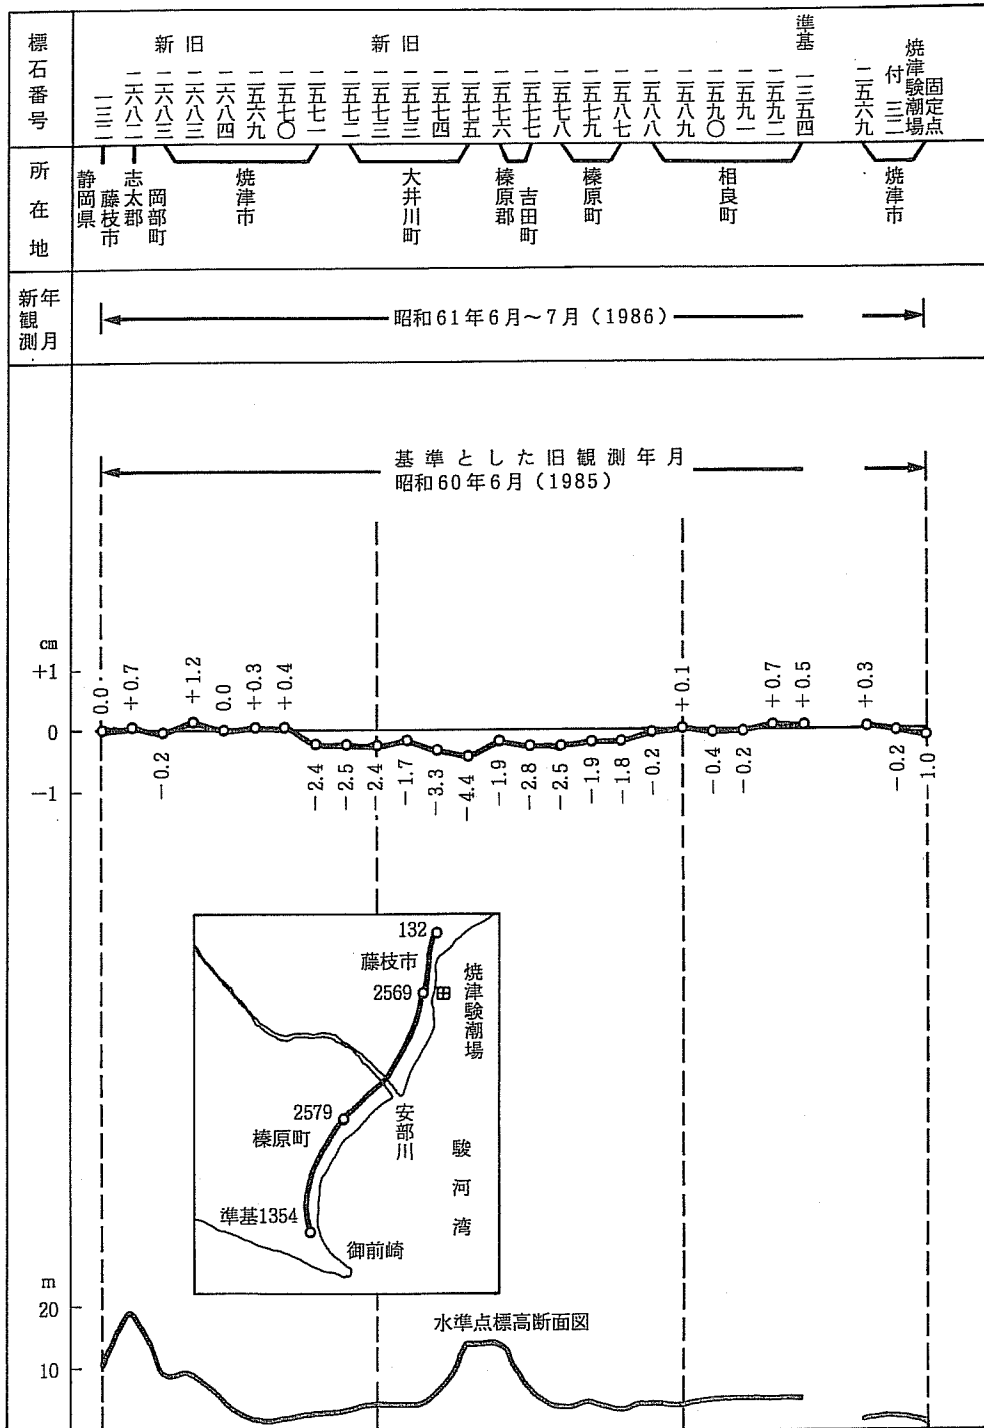 標石番号
一三二
二六八二
新旧
二六八三
二六八三
二六八四
二五六九
二五七〇
二五七一
二五七二
新旧
二五七三
二五七三
二五七四
二五七五
二五七六
二五七七
二五七八
二五七九
二五八七
二五八八
二五八九
二五九〇
二五九一
二五九二
準基 一三五四
二五六九
付 三二
焼津験潮場
固定点
所在地
静岡県
藤枝市
志太郡
岡部町
焼津市
大井川町
榛原郡
吉田町
榛原町
相良町
焼津市
新観測
年月
昭和61年6月～7月（1986）
基準とした旧観測年月
昭和60年6月（1985）
cm
+1
0
−1
0.0
+0.7
−0.2
+1.2
0.0
+0.3
+0.4
−2.4
−2.5
−2.4
−1.7
−3.3
−4.4
−1.9
−2.8
−2.5
−1.9
−1.8
−0.2
+0.1
−0.4
−0.2
+0.7
+0.5
+0.3
−0.2
−1.0
132
藤枝市
2569
焼津験潮場
2579
榛原町
安部川
駿河湾
準基1354
御前崎
m
20
10
水準点標高断面図